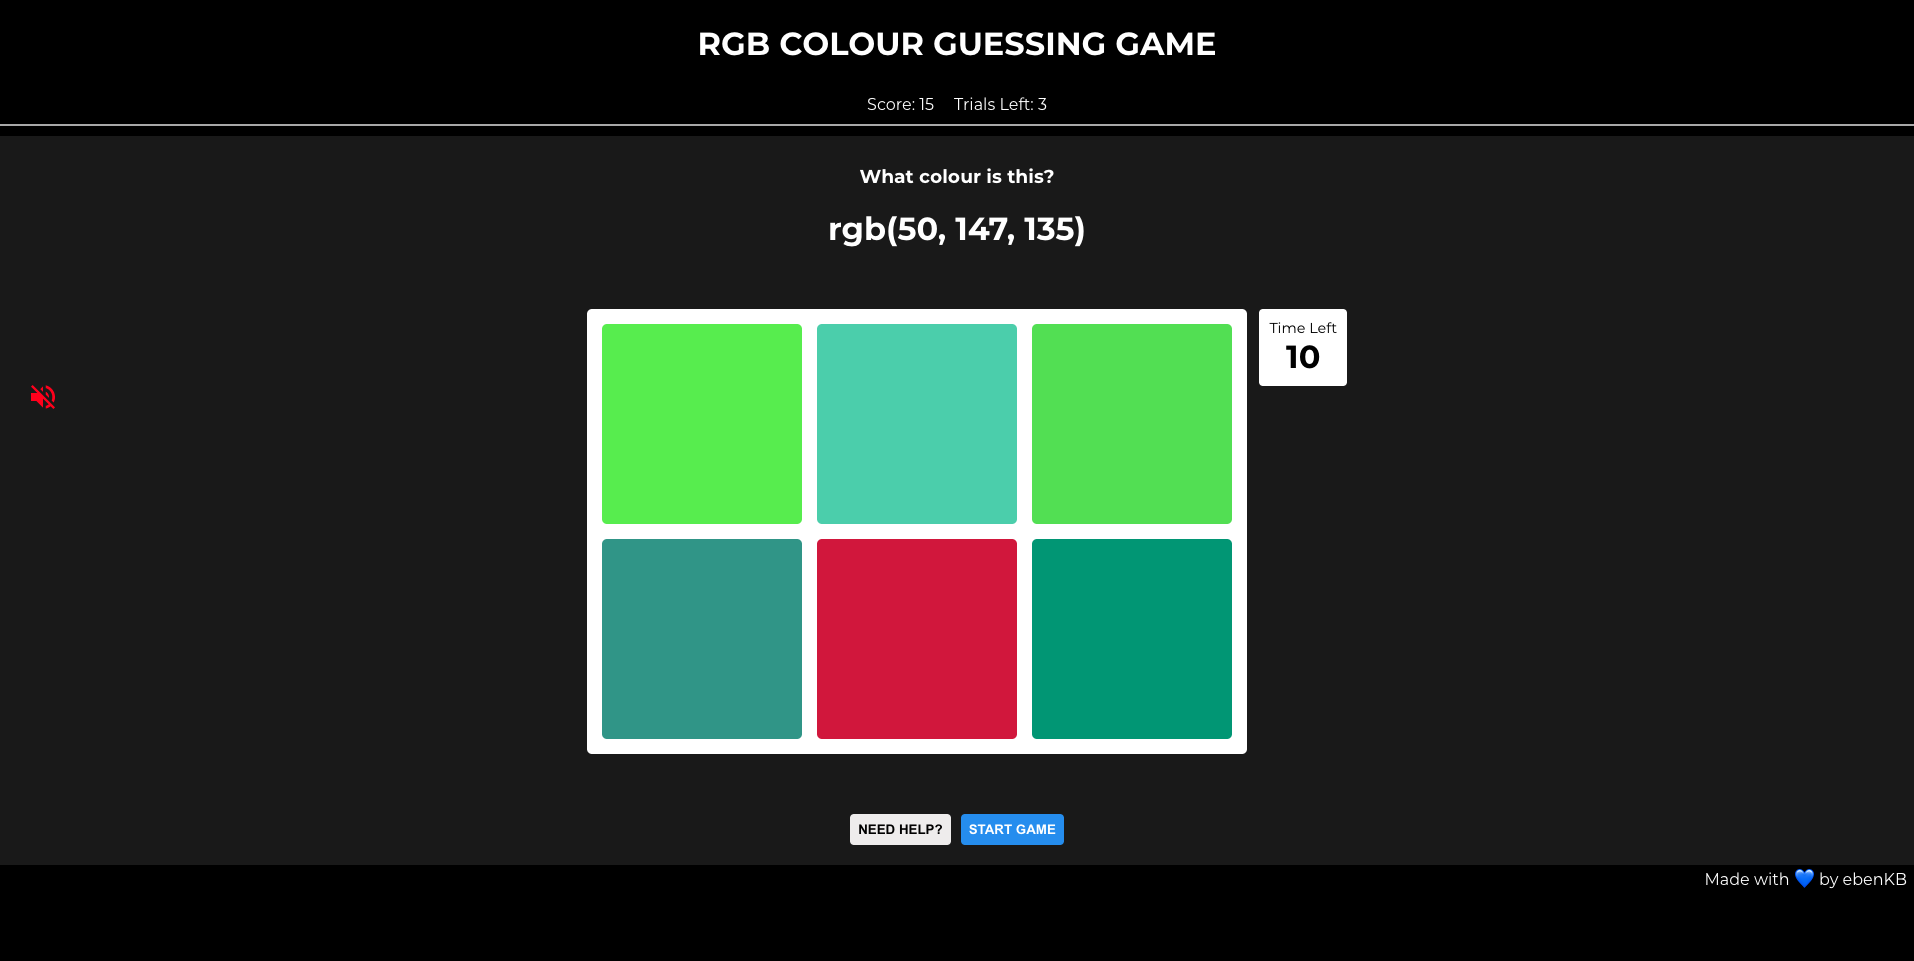 RGB COLOUR GUESSING GAME
Score: 15 Trials Left: 3
What colour is this?
rgb(50, 147, 135)
Time Left
10
NEED HELP? START GAME
Made with 💙 by ebenKB